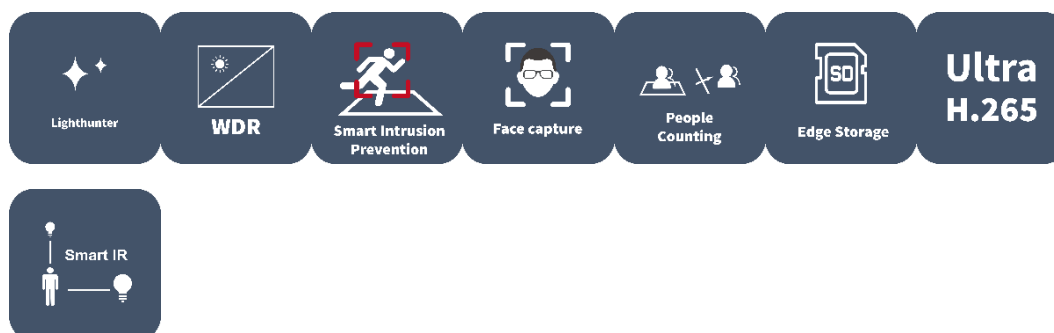 Lighthunter
WDR
Smart Intrusion
Prevention
Face capture
People
Counting
SD
Edge Storage
Ultra
H.265
Smart IR